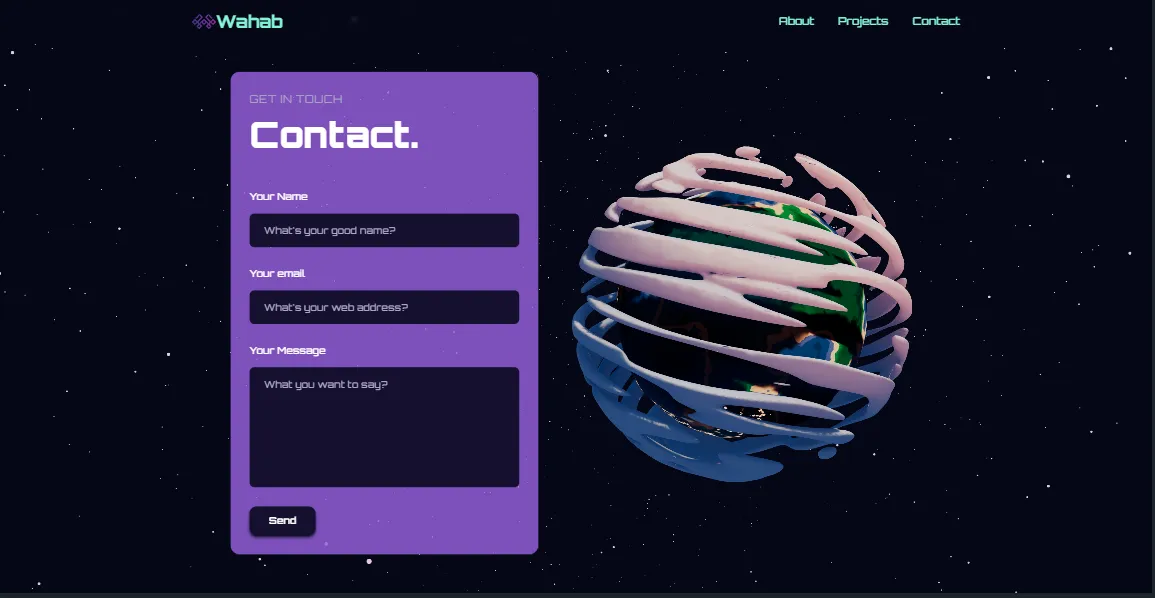 Wahab
About Projects Contact
GET IN TOUCH
Contact.
Your Name
What's your good name?
Your email
What's your web address?
Your Message
What you want to say?
Send